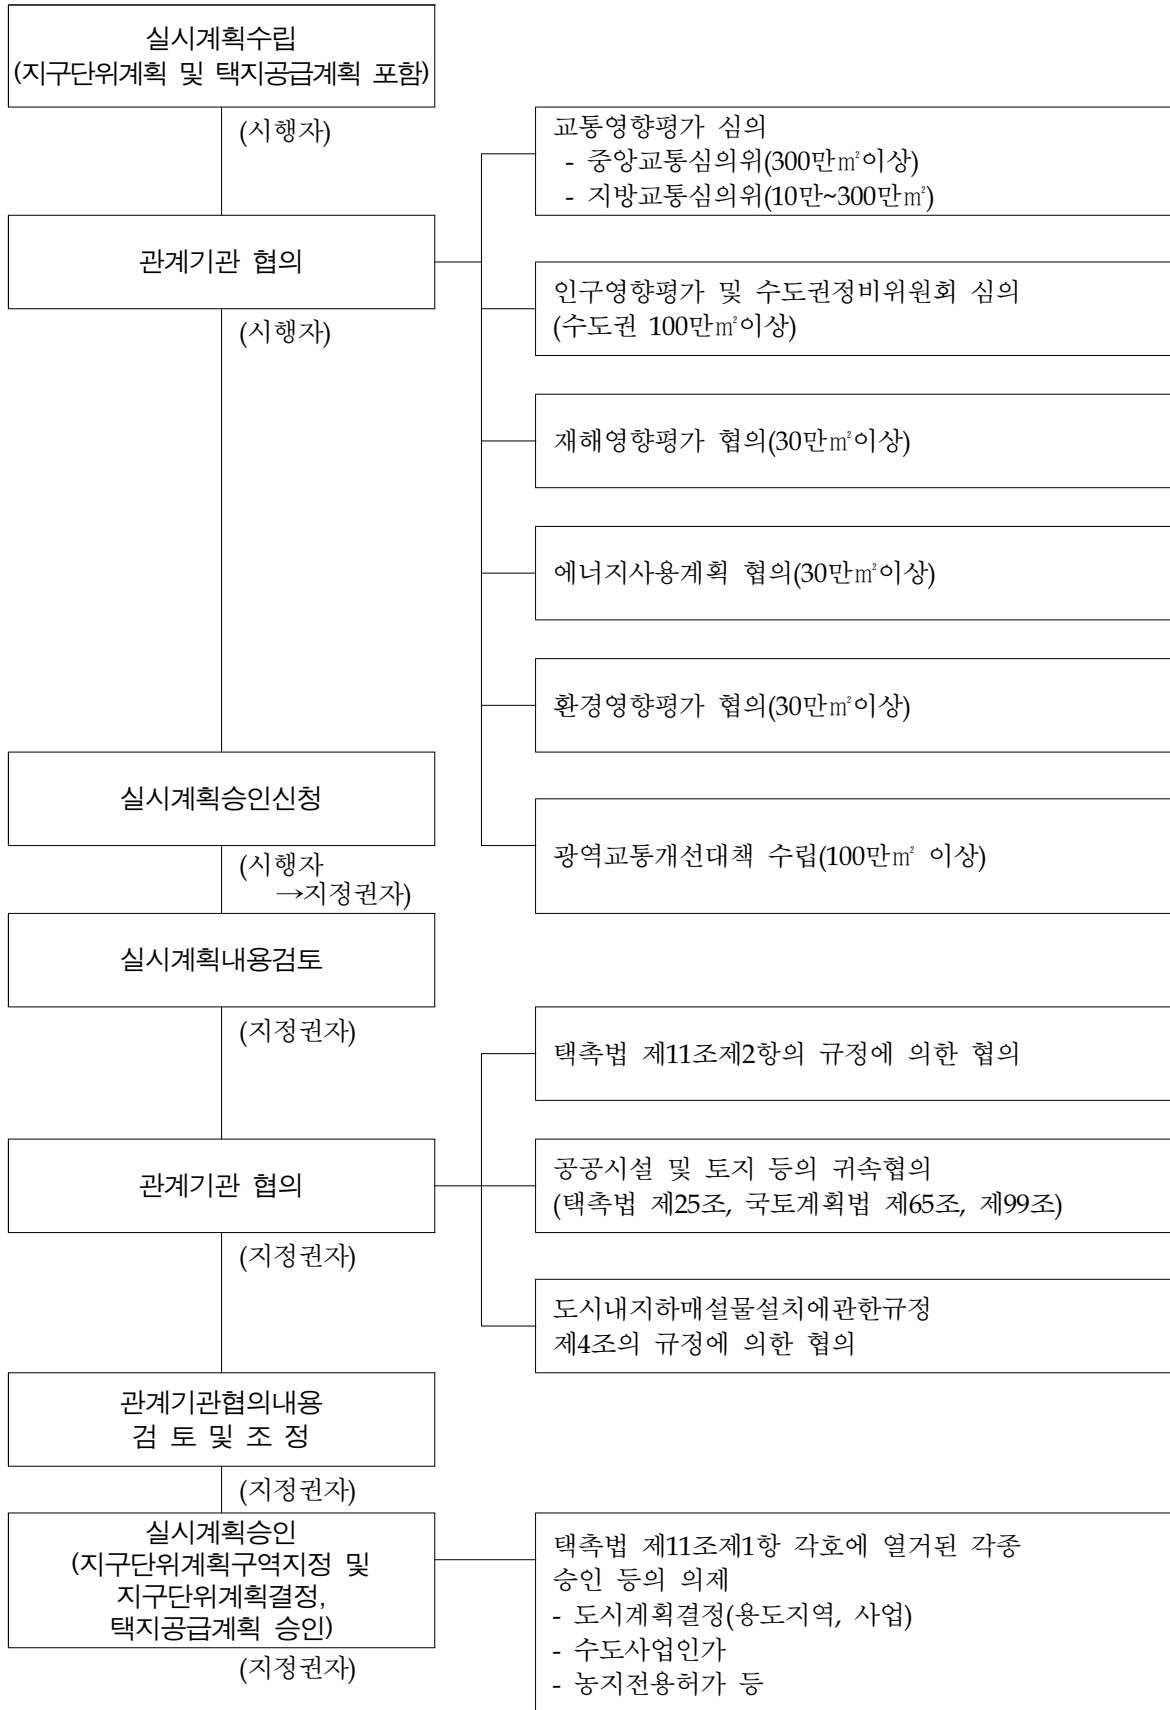 실시계획수립
(지구단위계획 및 택지공급계획 포함)
(시행자)
교통영향평가 심의
- 중앙교통심의위(300만㎡이상)
- 지방교통심의위(10만~300만㎡)
관계기관 협의
(시행자)
인구영향평가 및 수도권정비위원회 심의
(수도권 100만㎡이상)
재해영향평가 협의(30만㎡이상)
에너지사용계획 협의(30만㎡이상)
환경영향평가 협의(30만㎡이상)
실시계획승인신청
(시행자
→지정권자)
광역교통개선대책 수립(100만㎡ 이상)
실시계획내용검토
(지정권자)
택촉법 제11조제2항의 규정에 의한 협의
관계기관 협의
(지정권자)
공공시설 및 토지 등의 귀속협의
(택촉법 제25조, 국토계획법 제65조, 제99조)
도시내지하매설물설치에관한규정
제4조의 규정에 의한 협의
관계기관협의내용
검 토 및 조 정
(지정권자)
실시계획승인
(지구단위계획구역지정 및
지구단위계획결정,
택지공급계획 승인)
(지정권자)
택촉법 제11조제1항 각호에 열거된 각종
승인 등의 의제
- 도시계획결정(용도지역, 사업)
- 수도사업인가
- 농지전용허가 등